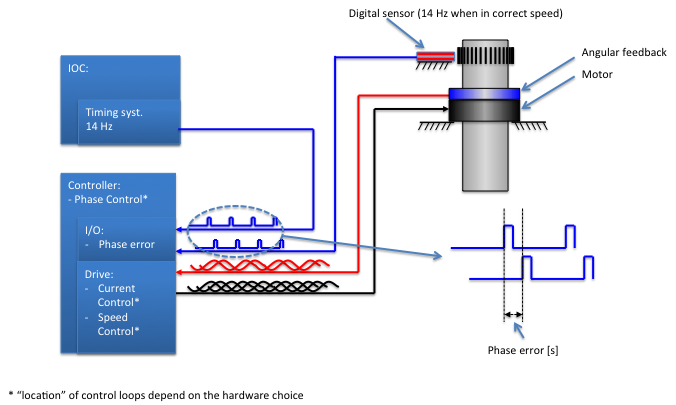 Digital sensor (14 Hz when in correct speed)
IOC:
Timing syst.
14 Hz
Angular feedback
Motor
Controller:
- Phase Control*
I/O:
- Phase error
Drive:
- Current
Control*
- Speed
Control*
Phase error [s]
* “location” of control loops depend on the hardware choice